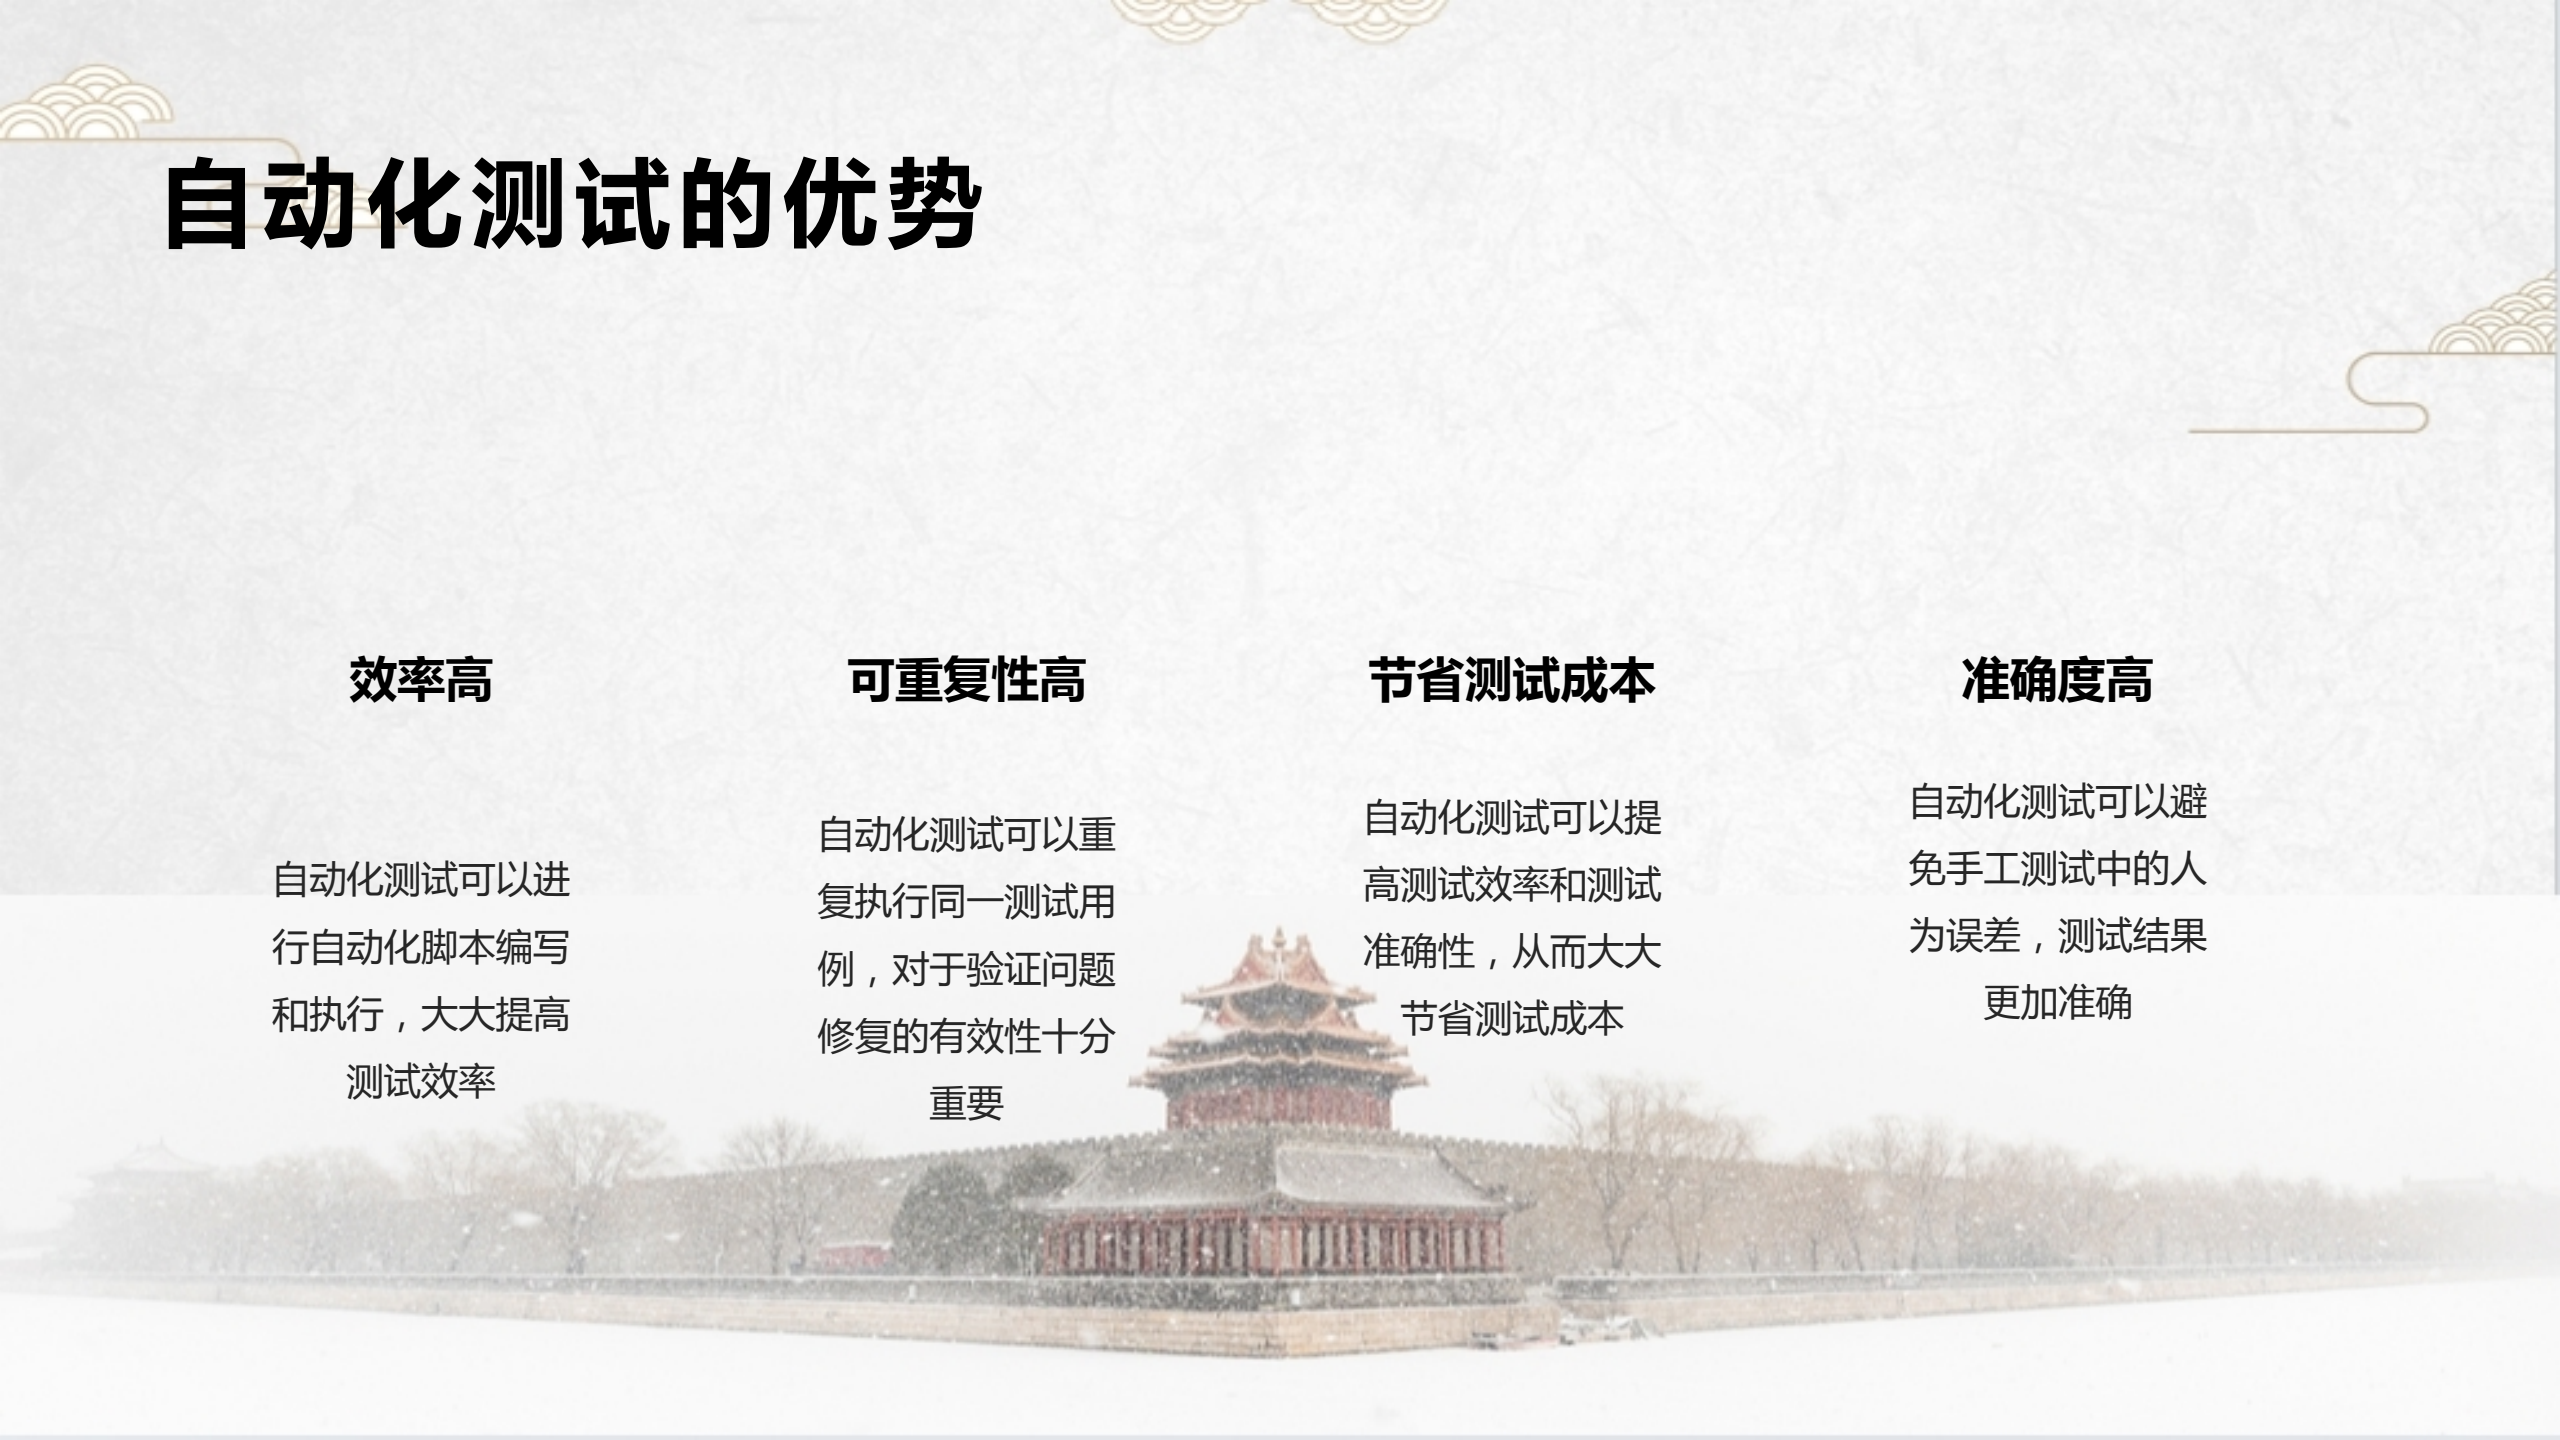 自动化测试的优势
效率高
自动化测试可以进
行自动化脚本编写
和执行，大大提高
测试效率
可重复性高
自动化测试可以重
复执行同一测试用
例，对于验证问题
修复的有效性十分
重要
节省测试成本
自动化测试可以提
高测试效率和测试
准确性，从而大大
节省测试成本
准确度高
自动化测试可以避
免手工测试中的人
为误差，测试结果
更加准确